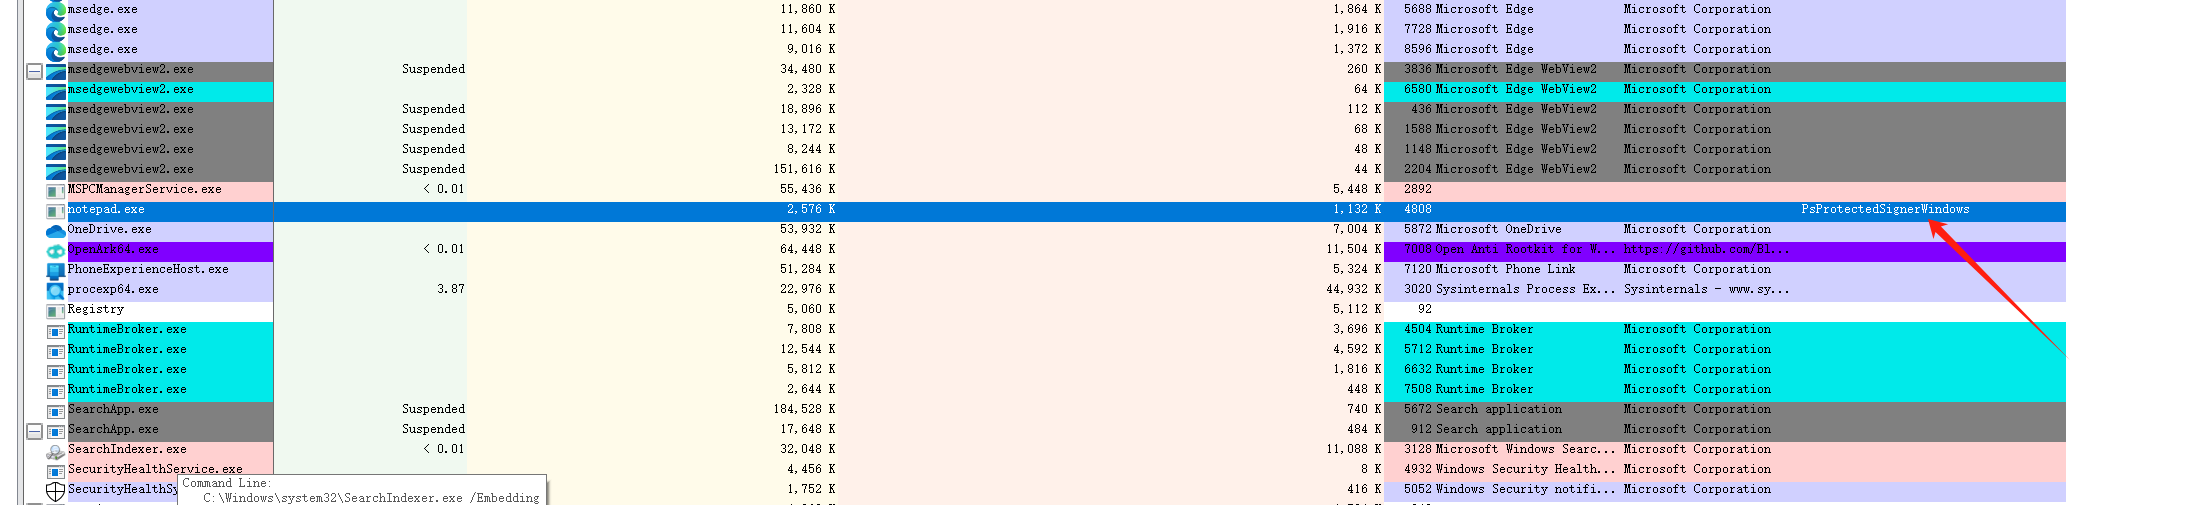 msedge.exe 11,860 K 1,864 K 5688 Microsoft Edge Microsoft Corporation
msedge.exe 11,604 K 1,916 K 7728 Microsoft Edge Microsoft Corporation
msedge.exe 9,016 K 1,372 K 8596 Microsoft Edge Microsoft Corporation
msedgewebview2.exe Suspended 34,480 K 260 K 3836 Microsoft Edge WebView2 Microsoft Corporation
msedgewebview2.exe 2,328 K 64 K 6580 Microsoft Edge WebView2 Microsoft Corporation
msedgewebview2.exe Suspended 18,896 K 112 K 436 Microsoft Edge WebView2 Microsoft Corporation
msedgewebview2.exe Suspended 13,172 K 68 K 1588 Microsoft Edge WebView2 Microsoft Corporation
msedgewebview2.exe Suspended 8,244 K 48 K 1148 Microsoft Edge WebView2 Microsoft Corporation
msedgewebview2.exe Suspended 151,616 K 44 K 2204 Microsoft Edge WebView2 Microsoft Corporation
MSPCManagerService.exe < 0.01 55,436 K 5,448 K 2892
notepad.exe 2,576 K 1,132 K 4808 PsProtectedSignerWindows
OneDrive.exe 53,932 K 7,004 K 5872 Microsoft OneDrive Microsoft Corporation
OpenArk64.exe < 0.01 64,448 K 11,504 K 7008 Open Anti Rootkit for W... https://github.com/Bl...
PhoneExperienceHost.exe 51,284 K 5,324 K 7120 Microsoft Phone Link Microsoft Corporation
procexp64.exe 3.87 22,976 K 44,932 K 3020 Sysinternals Process Ex... Sysinternals - www.sy...
Registry 5,060 K 5,112 K 92
RuntimeBroker.exe 7,808 K 3,696 K 4504 Runtime Broker Microsoft Corporation
RuntimeBroker.exe 12,544 K 4,592 K 5712 Runtime Broker Microsoft Corporation
RuntimeBroker.exe 5,812 K 1,816 K 6632 Runtime Broker Microsoft Corporation
RuntimeBroker.exe 2,644 K 448 K 7508 Runtime Broker Microsoft Corporation
SearchApp.exe Suspended 184,528 K 740 K 5672 Search application Microsoft Corporation
SearchApp.exe Suspended 17,648 K 484 K 912 Search application Microsoft Corporation
SearchIndexer.exe < 0.01 32,048 K 11,088 K 3128 Microsoft Windows Searc... Microsoft Corporation
SecurityHealthService.exe 4,456 K 8 K 4932 Windows Security Health... Microsoft Corporation
SecurityHealthSy 1,752 K 416 K 5052 Windows Security notifi... Microsoft Corporation
Command Line:
C:\Windows\system32\SearchIndexer.exe /Embedding